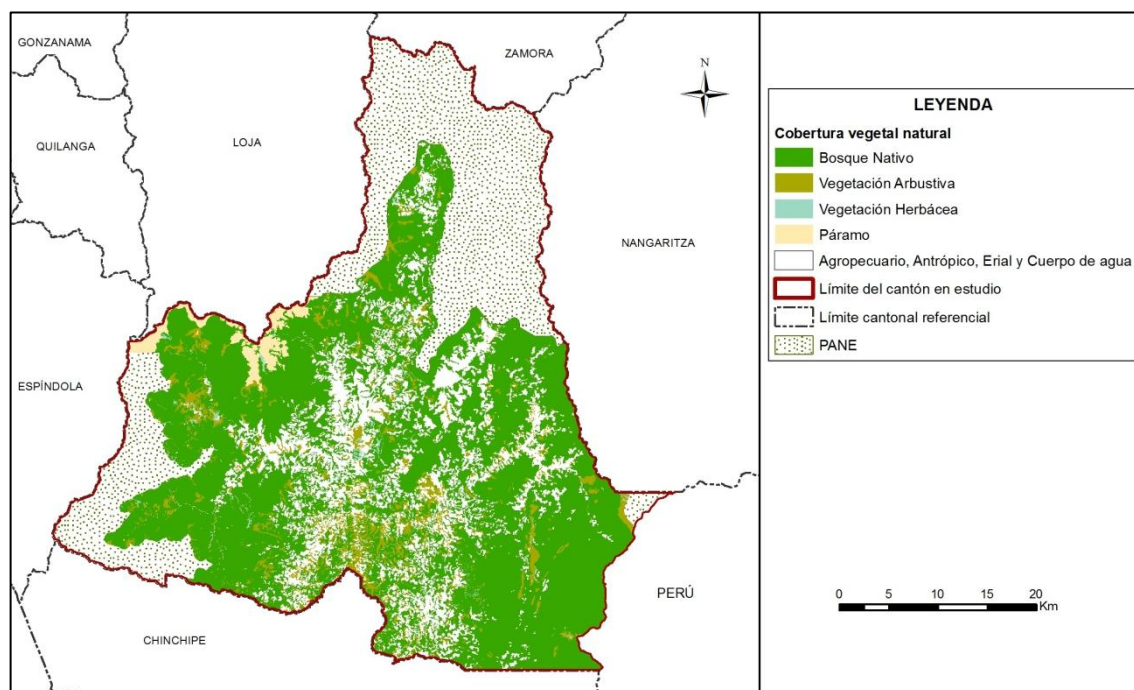 GONZANAMA
ZAMORA
N
QUILANGA
LOJA
NANGARITZA
ESPÍNDOLA
PERÚ
CHINCHIPE
LEYENDA
Cobertura vegetal natural
Bosque Nativo
Vegetación Arbustiva
Vegetación Herbácea
Páramo
Agropecuario, Antrópico, Erial y Cuerpo de agua
Límite del cantón en estudio
Límite cantonal referencial
PANE
0 5 10 15 20
Km